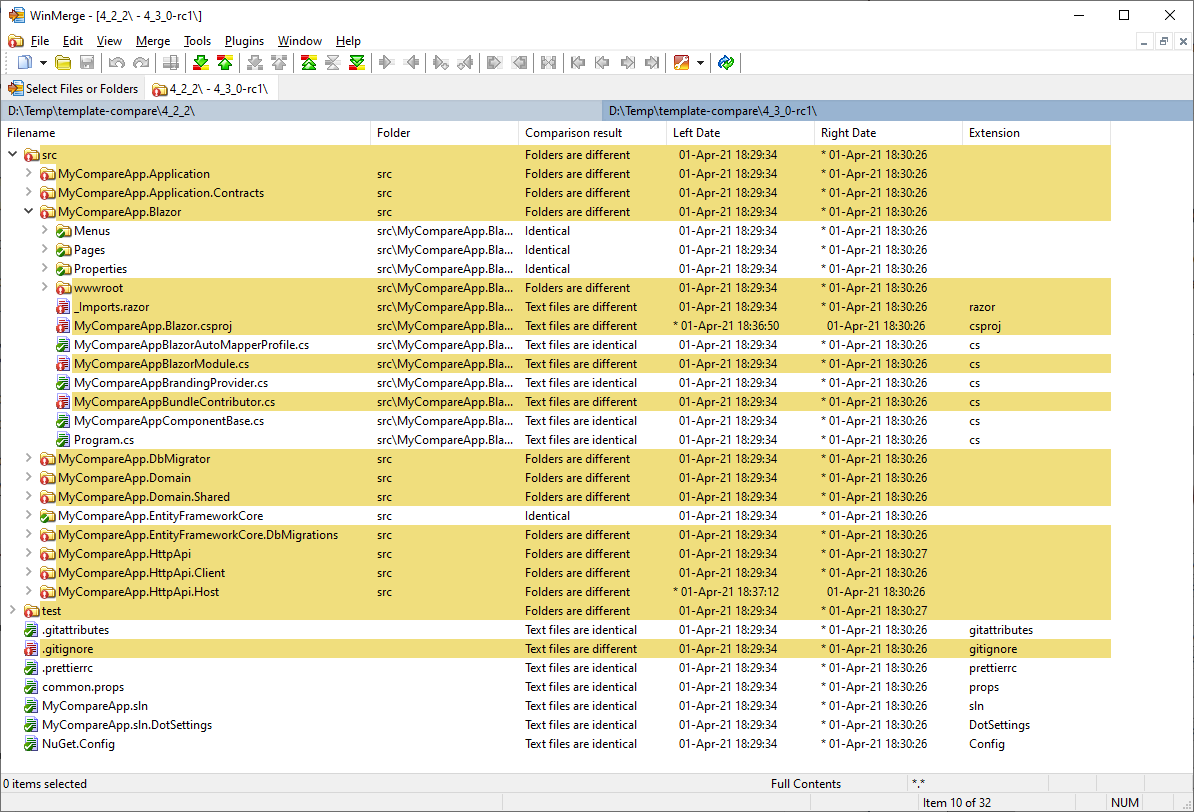 WinMerge - [4_2_2\ - 4_3_0-rc1\]
File Edit View Merge Tools Plugins Window Help
Select Files or Folders 4_2_2\ - 4_3_0-rc1\
D:\Temp\template-compare\4_2_2\ D:\Temp\template-compare\4_3_0-rc1\
Filename Folder Comparison result Left Date Right Date Extension
src Folders are different 01-Apr-21 18:29:34 * 01-Apr-21 18:30:26
MyCompareApp.Application src Folders are different 01-Apr-21 18:29:34 * 01-Apr-21 18:30:26
MyCompareApp.Application.Contracts src Folders are different 01-Apr-21 18:29:34 * 01-Apr-21 18:30:26
MyCompareApp.Blazor src Folders are different 01-Apr-21 18:29:34 * 01-Apr-21 18:30:26
Menus src\MyCompareApp.Bla... Identical 01-Apr-21 18:29:34 * 01-Apr-21 18:30:26
Pages src\MyCompareApp.Bla... Identical 01-Apr-21 18:29:34 * 01-Apr-21 18:30:26
Properties src\MyCompareApp.Bla... Identical 01-Apr-21 18:29:34 * 01-Apr-21 18:30:26
wwwroot src\MyCompareApp.Bla... Folders are different 01-Apr-21 18:29:34 * 01-Apr-21 18:30:26
_Imports.razor src\MyCompareApp.Bla... Text files are different 01-Apr-21 18:29:34 * 01-Apr-21 18:30:26 razor
MyCompareApp.Blazor.csproj src\MyCompareApp.Bla... Text files are different * 01-Apr-21 18:36:50 01-Apr-21 18:30:26 csproj
MyCompareAppBlazorAutoMapperProfile.cs src\MyCompareApp.Bla... Text files are identical 01-Apr-21 18:29:34 * 01-Apr-21 18:30:26 cs
MyCompareAppBlazorModule.cs src\MyCompareApp.Bla... Text files are different 01-Apr-21 18:29:34 * 01-Apr-21 18:30:26 cs
MyCompareAppBrandingProvider.cs src\MyCompareApp.Bla... Text files are identical 01-Apr-21 18:29:34 * 01-Apr-21 18:30:26 cs
MyCompareAppBundleContributor.cs src\MyCompareApp.Bla... Text files are different 01-Apr-21 18:29:34 * 01-Apr-21 18:30:26 cs
MyCompareAppComponentBase.cs src\MyCompareApp.Bla... Text files are identical 01-Apr-21 18:29:34 * 01-Apr-21 18:30:26 cs
Program.cs src\MyCompareApp.Bla... Text files are identical 01-Apr-21 18:29:34 * 01-Apr-21 18:30:26 cs
MyCompareApp.DbMigrator src Folders are different 01-Apr-21 18:29:34 * 01-Apr-21 18:30:26
MyCompareApp.Domain src Folders are different 01-Apr-21 18:29:34 * 01-Apr-21 18:30:26
MyCompareApp.Domain.Shared src Folders are different 01-Apr-21 18:29:34 * 01-Apr-21 18:30:26
MyCompareApp.EntityFrameworkCore src Identical 01-Apr-21 18:29:34 * 01-Apr-21 18:30:26
MyCompareApp.EntityFrameworkCore.DbMigrations src Folders are different 01-Apr-21 18:29:34 * 01-Apr-21 18:30:26
MyCompareApp.HttpApi src Folders are different 01-Apr-21 18:29:34 * 01-Apr-21 18:30:27
MyCompareApp.HttpApi.Client src Folders are different 01-Apr-21 18:29:34 * 01-Apr-21 18:30:26
MyCompareApp.HttpApi.Host src Folders are different * 01-Apr-21 18:37:12 01-Apr-21 18:30:26
test Folders are different 01-Apr-21 18:29:34 * 01-Apr-21 18:30:27
.gitattributes Text files are identical 01-Apr-21 18:29:34 * 01-Apr-21 18:30:26 gitattributes
.gitignore Text files are different 01-Apr-21 18:29:34 * 01-Apr-21 18:30:26 gitignore
.prettierrc Text files are identical 01-Apr-21 18:29:34 * 01-Apr-21 18:30:26 prettierrc
common.props Text files are identical 01-Apr-21 18:29:34 * 01-Apr-21 18:30:26 props
MyCompareApp.sln Text files are identical 01-Apr-21 18:29:34 * 01-Apr-21 18:30:26 sln
MyCompareApp.sln.DotSettings Text files are identical 01-Apr-21 18:29:34 * 01-Apr-21 18:30:26 DotSettings
NuGet.Config Text files are identical 01-Apr-21 18:29:34 * 01-Apr-21 18:30:26 Config
0 items selected Full Contents *.*
Item 10 of 32 NUM